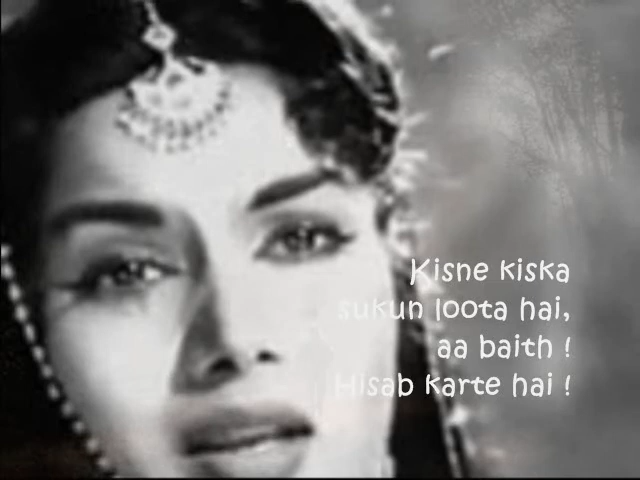 Kisne kiska
sukun loota hai,
aa baith !
Hisab karte hai !